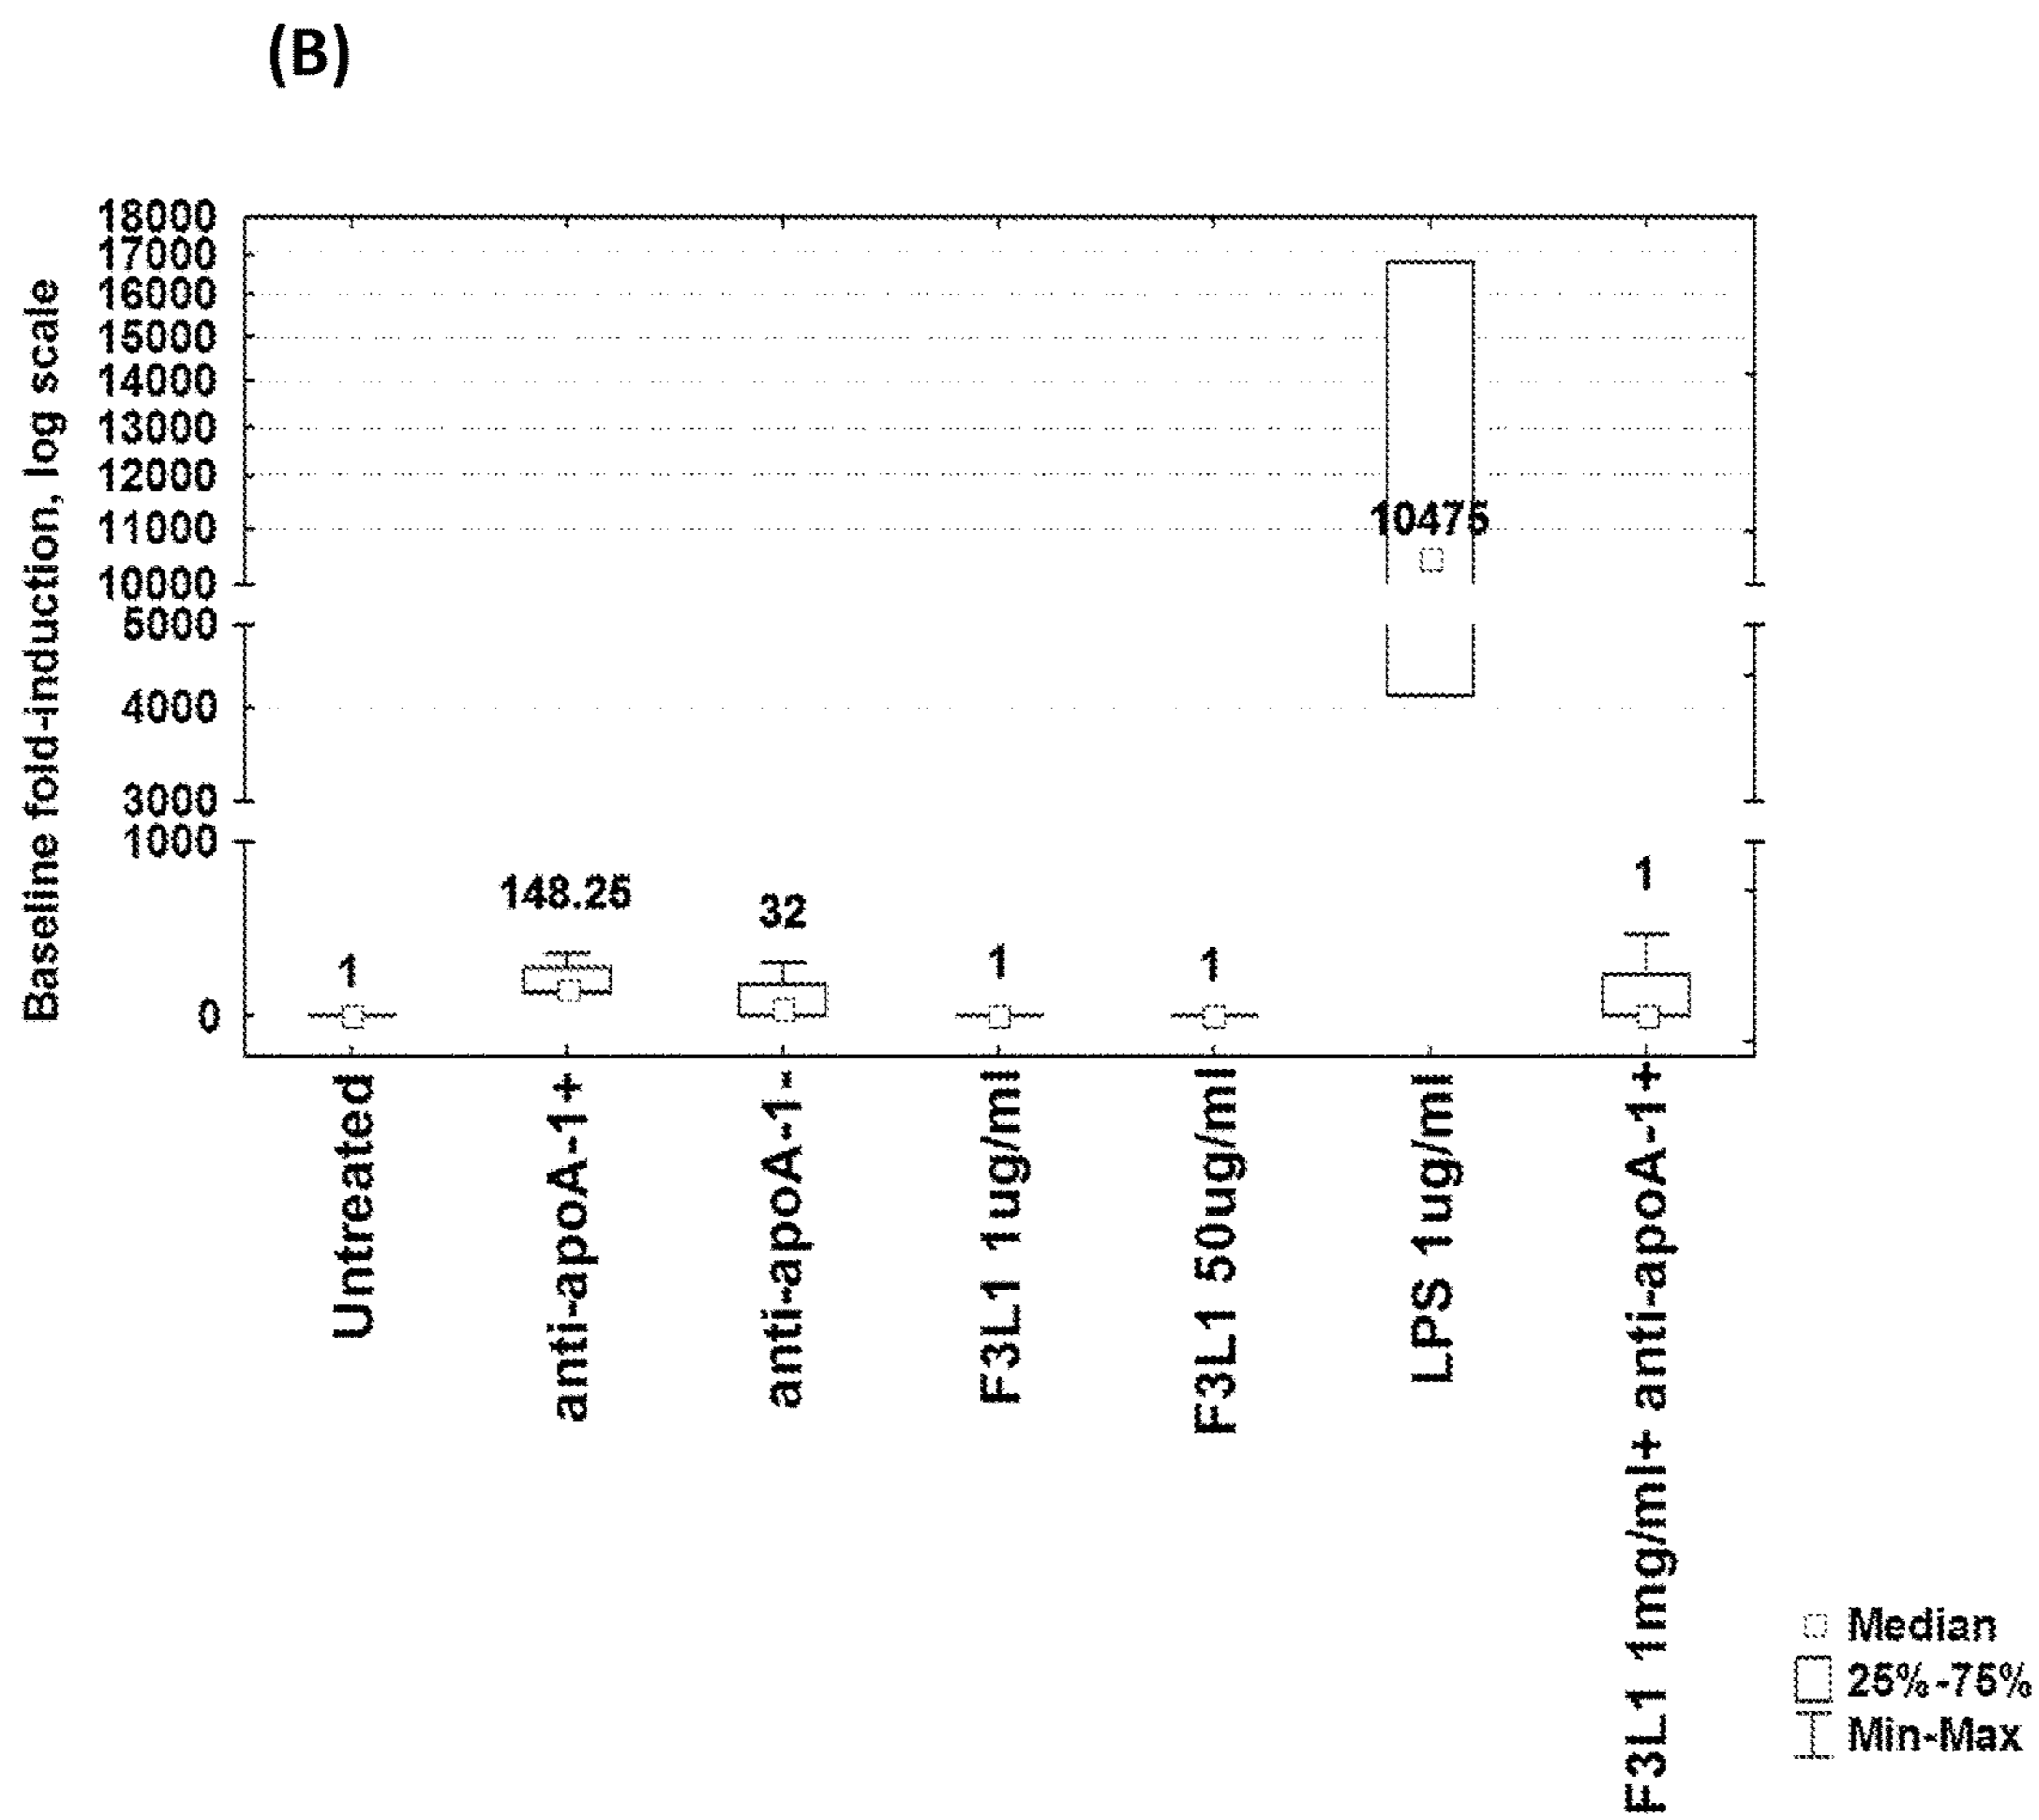 (B)
Baseline fold-induction, log scale
18000
17000
16000
15000
14000
13000
12000
11000
10000
5000
4000
3000
1000
0
1
148.25
32
1
1
10475
1
Untreated
anti-apoA-1+
anti-apoA-1-
F3L1 1ug/ml
F3L1 50ug/ml
LPS 1ug/ml
F3L1 1mg/ml+ anti-apoA-1+
Median
25%-75%
Min-Max